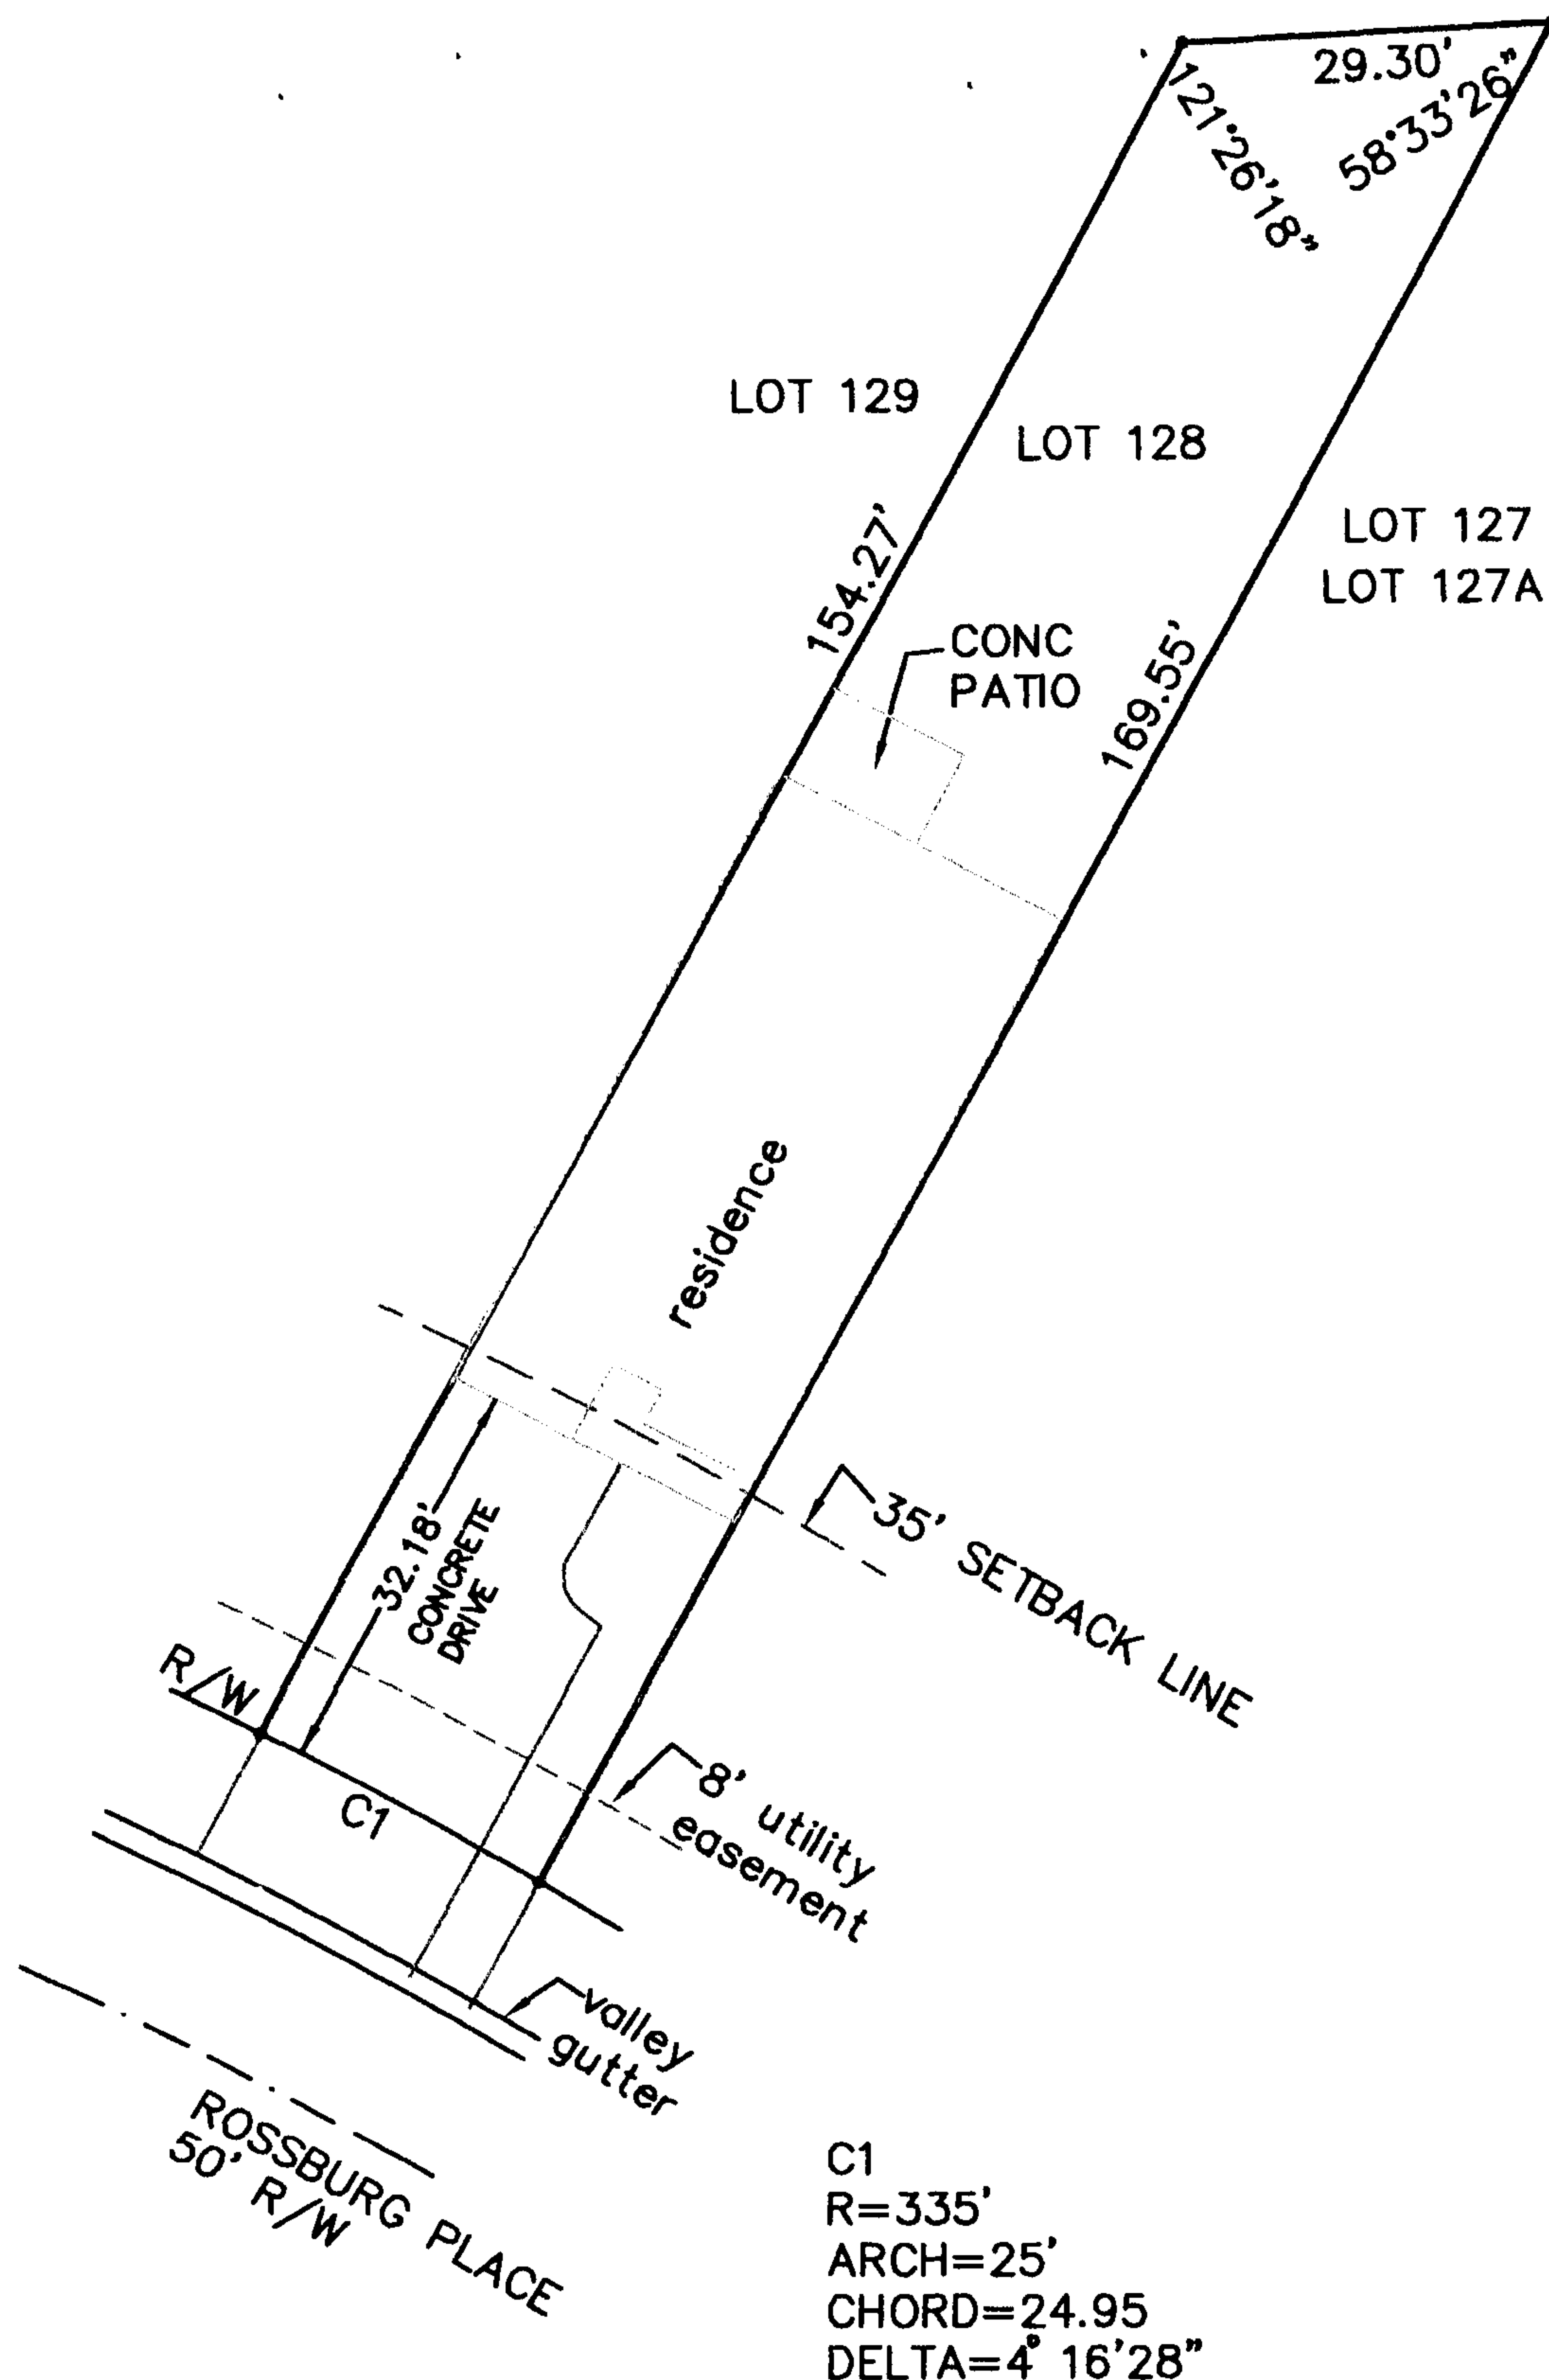 29.30'
121°26'18"
58°33'26"
LOT 129
LOT 128
LOT 127
LOT 127A
154.27'
CONC
PATIO
169.55'
residence
32.18'
CONCRETE
DRIVE
35' SETBACK LINE
R/W
C1
8' utility
easement
valley
gutter
ROSSBURG PLACE
50' R/W
C1
R=335'
ARCH=25'
CHORD=24.95
DELTA=4° 16'28"